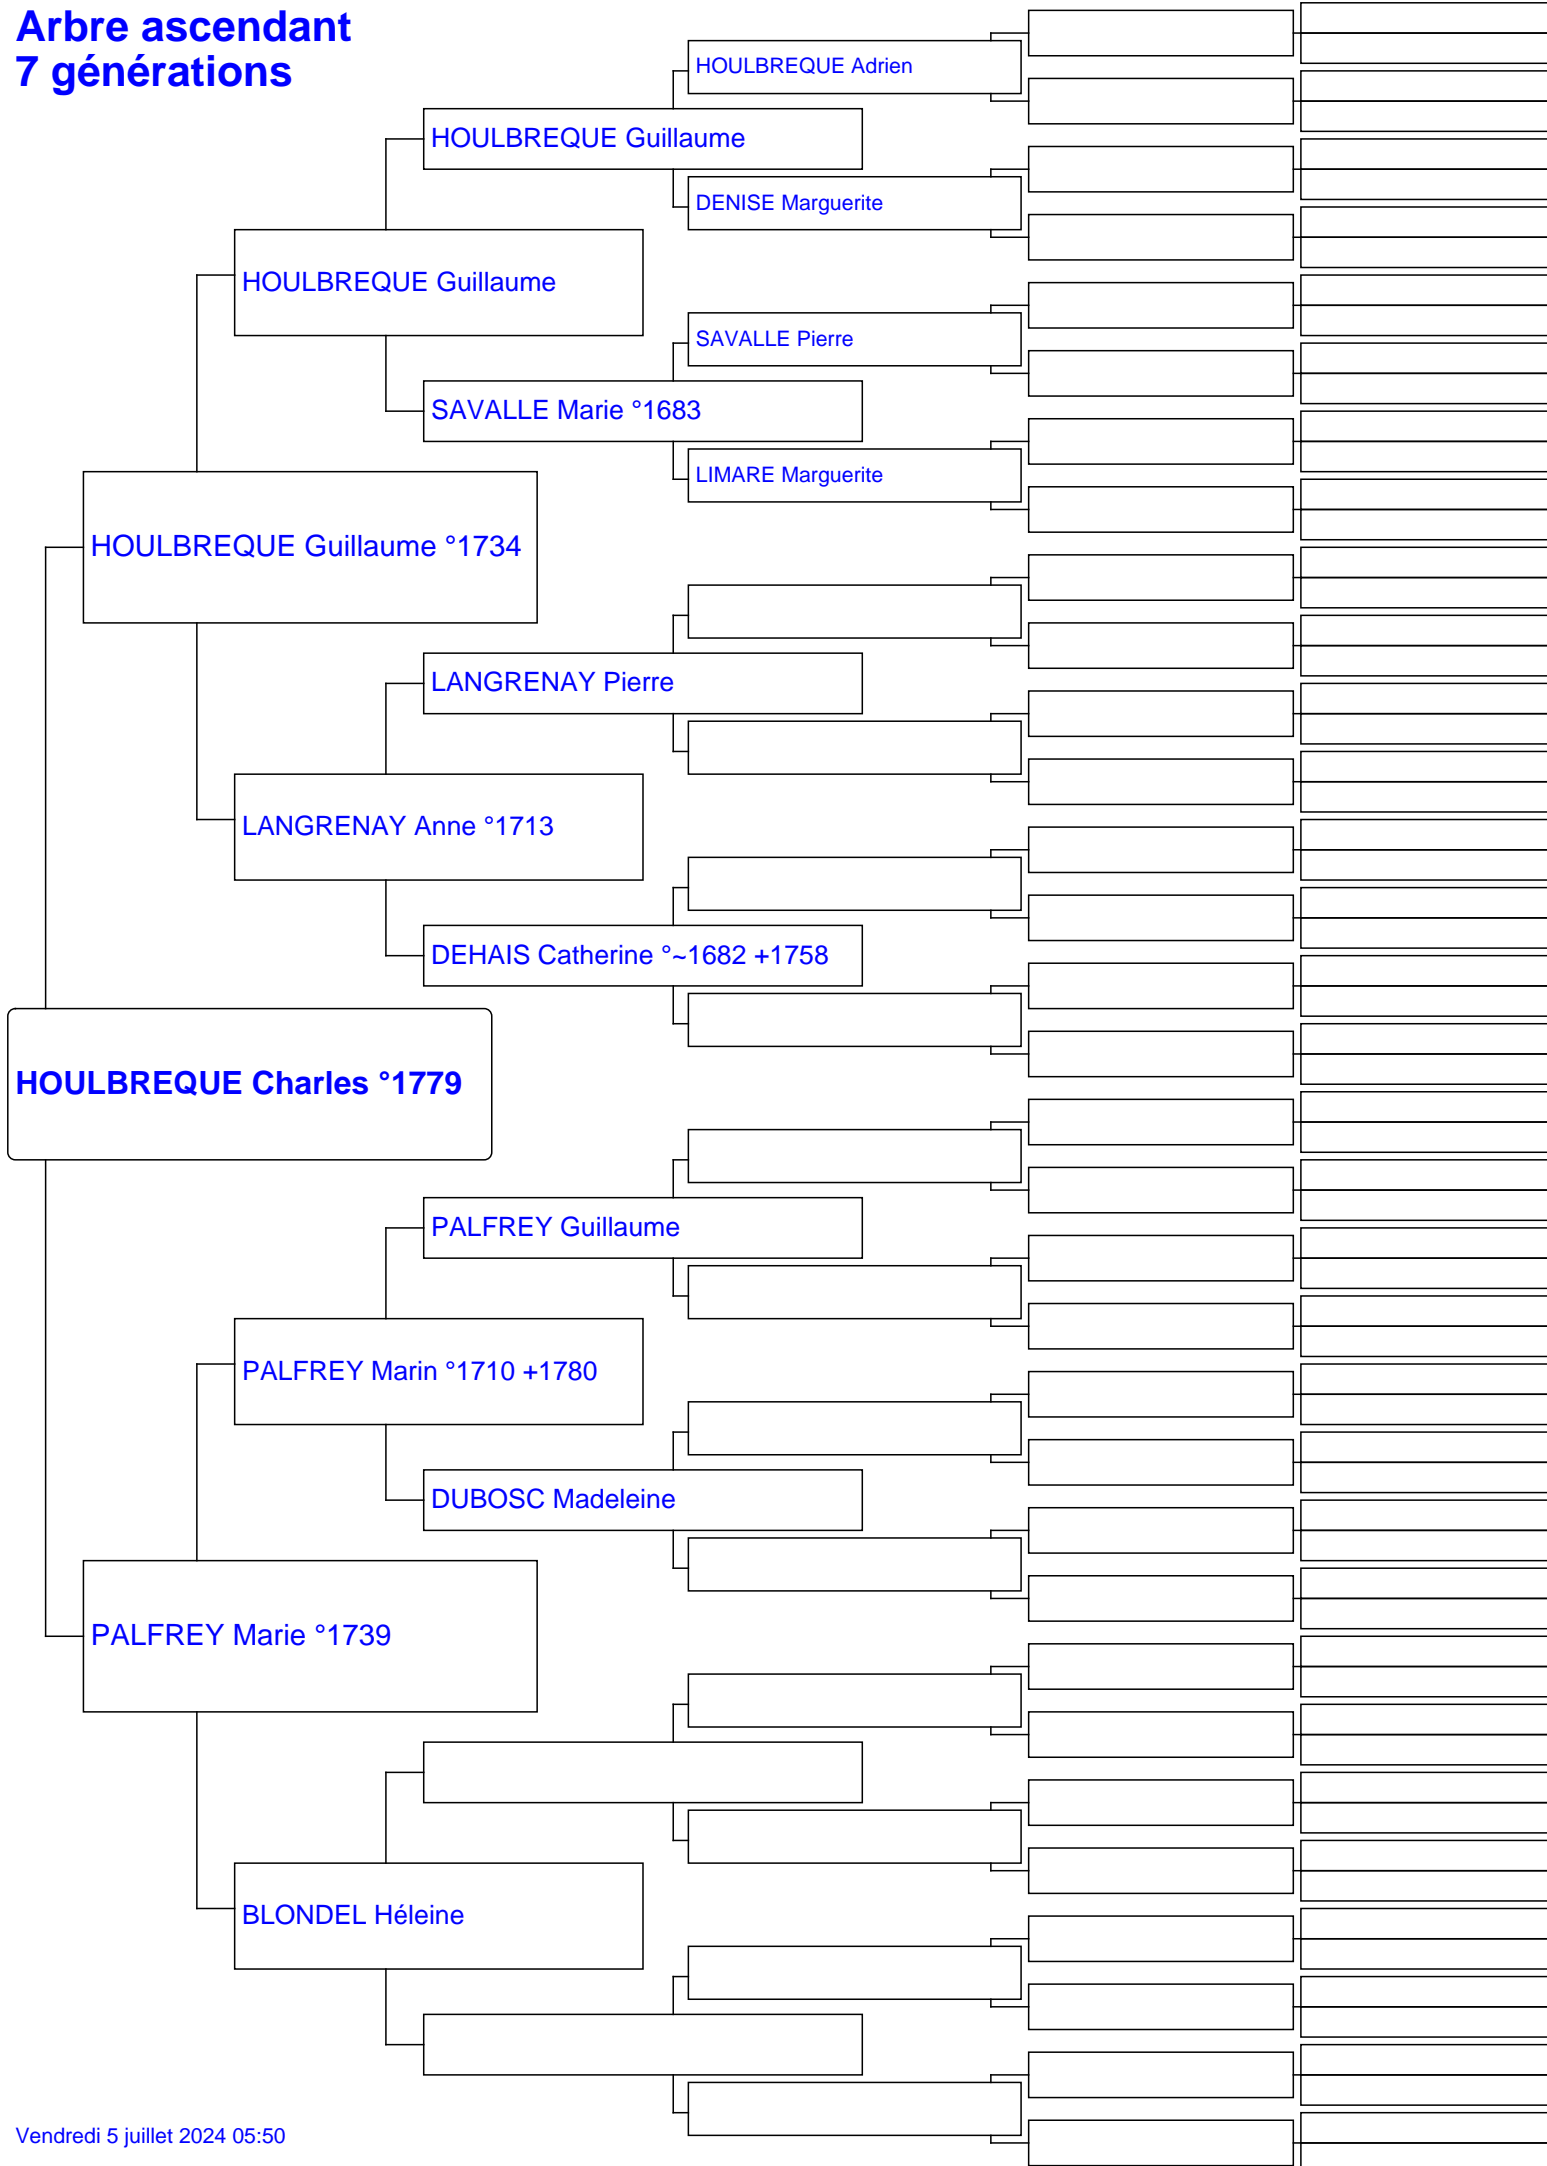 Arbre ascendant
7 générations
HOULBREQUE Adrien
HOULBREQUE Guillaume
DENISE Marguerite
HOULBREQUE Guillaume
SAVALLE Pierre
SAVALLE Marie °1683
LIMARE Marguerite
HOULBREQUE Guillaume °1734
LANGRENAY Pierre
LANGRENAY Anne °1713
DEHAIS Catherine °~1682 +1758
HOULBREQUE Charles °1779
PALFREY Guillaume
PALFREY Marin °1710 +1780
DUBOSC Madeleine
PALFREY Marie °1739
BLONDEL Héleine
Vendredi 5 juillet 2024 05:50